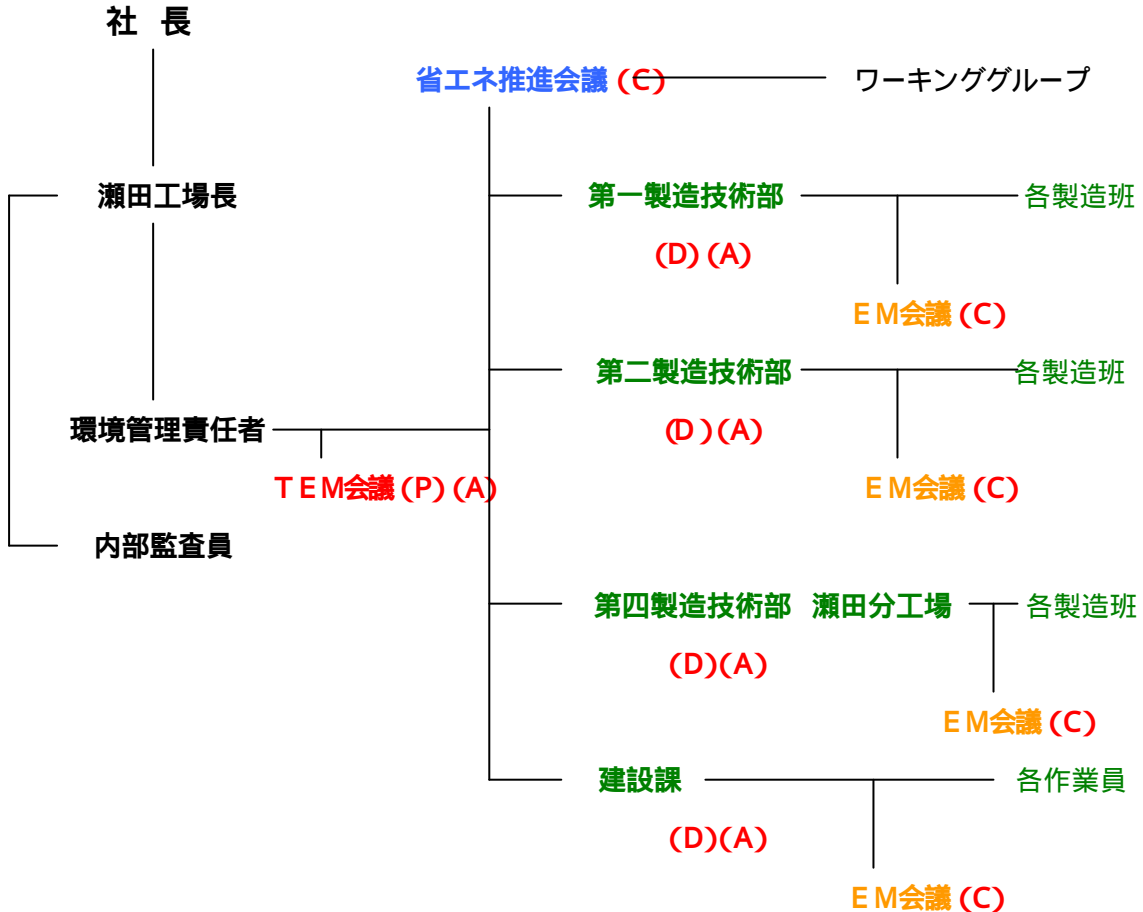 社 長
省エネ推進会議 (C) ワーキンググループ
瀬田工場長 第一製造技術部 各製造班
(D) (A)
ＥＭ会議 (C)
第二製造技術部 各製造班
環境管理責任者 (D) (A)
ＴＥＭ会議 (P) (A) ＥＭ会議 (C)
内部監査員
第四製造技術部 瀬田分工場 各製造班
(D)(A)
ＥＭ会議 (C)
建設課 各作業員
(D)(A)
ＥＭ会議 (C)